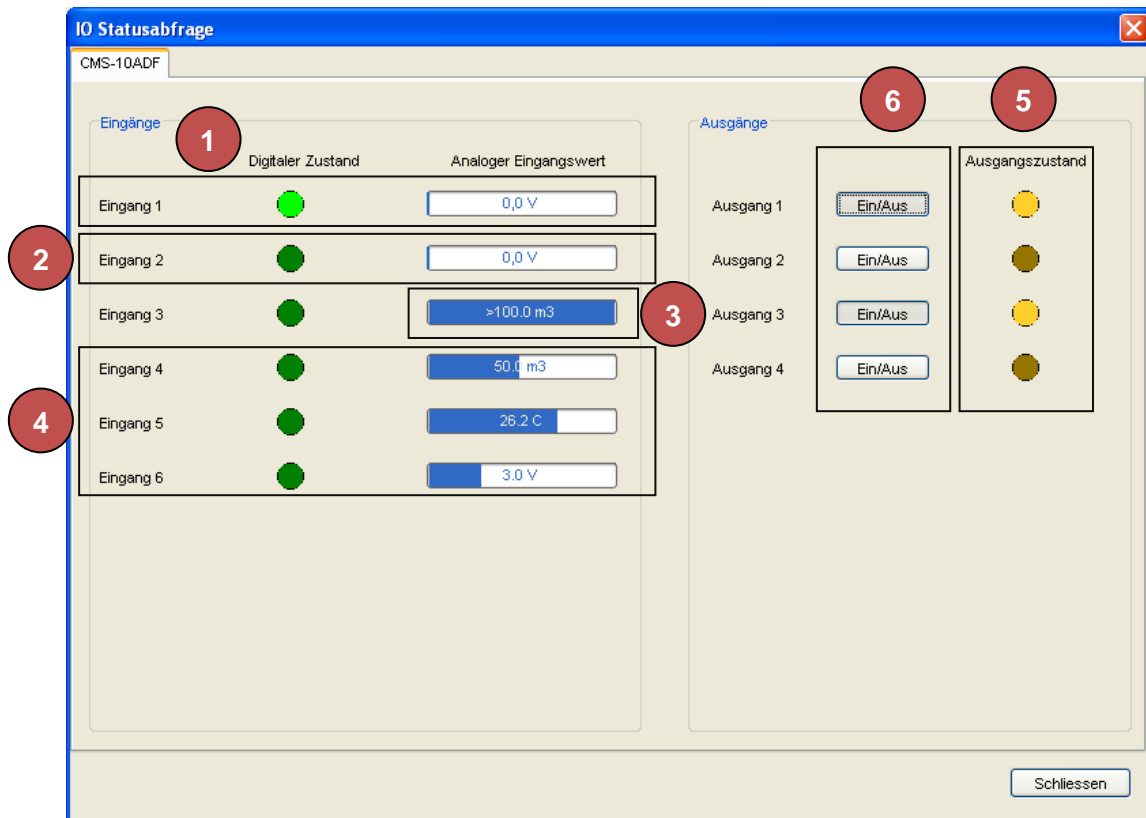 IO Statusabfrage
CMS-10ADF
6
5
Eingänge
1
Ausgänge
Digitaler Zustand
Analoger Eingangswert
Ausgangszustand
Eingang 1
0,0 V
Ausgang 1
Ein/Aus
2
Eingang 2
0,0 V
Ausgang 2
Ein/Aus
Eingang 3
>100.0 m3
3
Ausgang 3
Ein/Aus
Eingang 4
50.0 m3
Ausgang 4
Ein/Aus
4
Eingang 5
26.2 C
Eingang 6
3.0 V
Schliessen